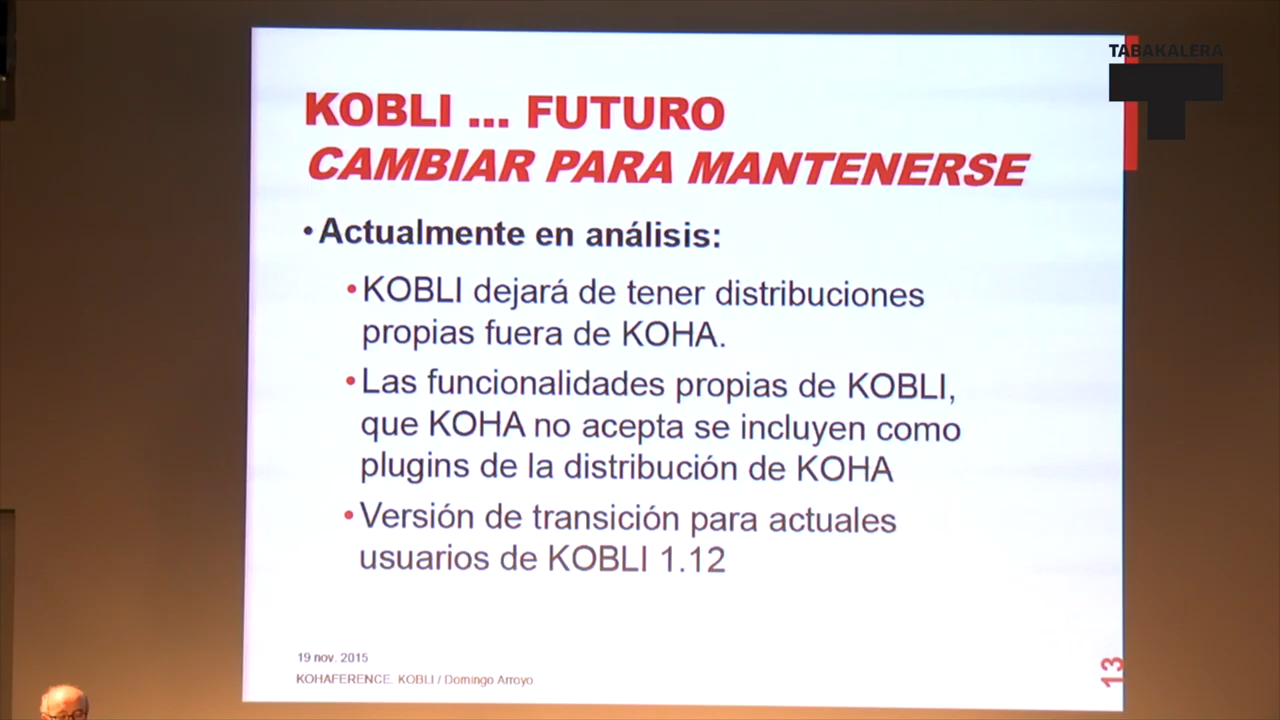 TABAKALERA
KOBLI ... FUTURO
CAMBIAR PARA MANTENERSE
• Actualmente en análisis:
• KOBLI dejará de tener distribuciones
propias fuera de KOHA.
• Las funcionalidades propias de KOBLI,
que KOHA no acepta se incluyen como
plugins de la distribución de KOHA
• Versión de transición para actuales
usuarios de KOBLI 1.12
19 nov. 2015
KOHAFERENCE. KOBLI / Domingo Arroyo
13